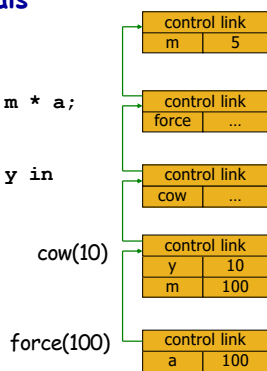 control link
m 5
m * a;
control link
force ...
y in
control link
cow ...
cow(10)
control link
y 10
m 100
force(100)
control link
a 100